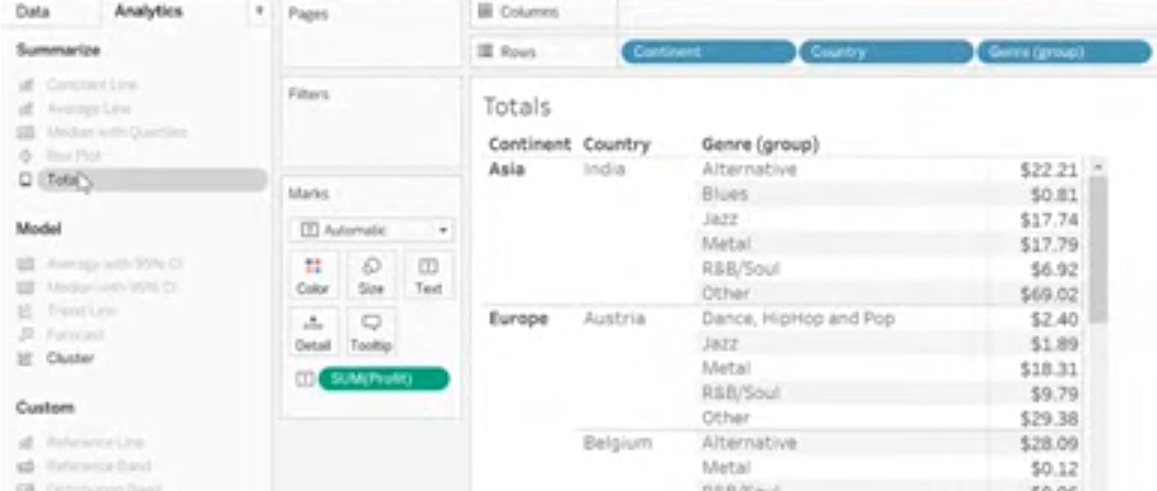 Data Analytics
Summarize
Constant Line
Average Line
Median with Quartiles
Box Plot
Totals
Model
Average with 95% CI
Median with 95% CI
Trend Line
Forecast
Cluster
Custom
Reference Line
Reference Band
Distribution Band
Pages
Filters
Marks
Automatic
Color Size Text
Detail Tooltip
SUM(Profit)
Columns
Rows Continent Country Genre (group)
Totals
Continent Country Genre (group)
Asia India Alternative $22.21
Blues $0.81
Jazz $17.74
Metal $17.79
R&B/Soul $6.92
Other $69.02
Europe Austria Dance, HipHop and Pop $2.40
Jazz $1.89
Metal $18.31
R&B/Soul $9.79
Other $29.38
Belgium Alternative $28.09
Metal $0.12
R&B/Soul